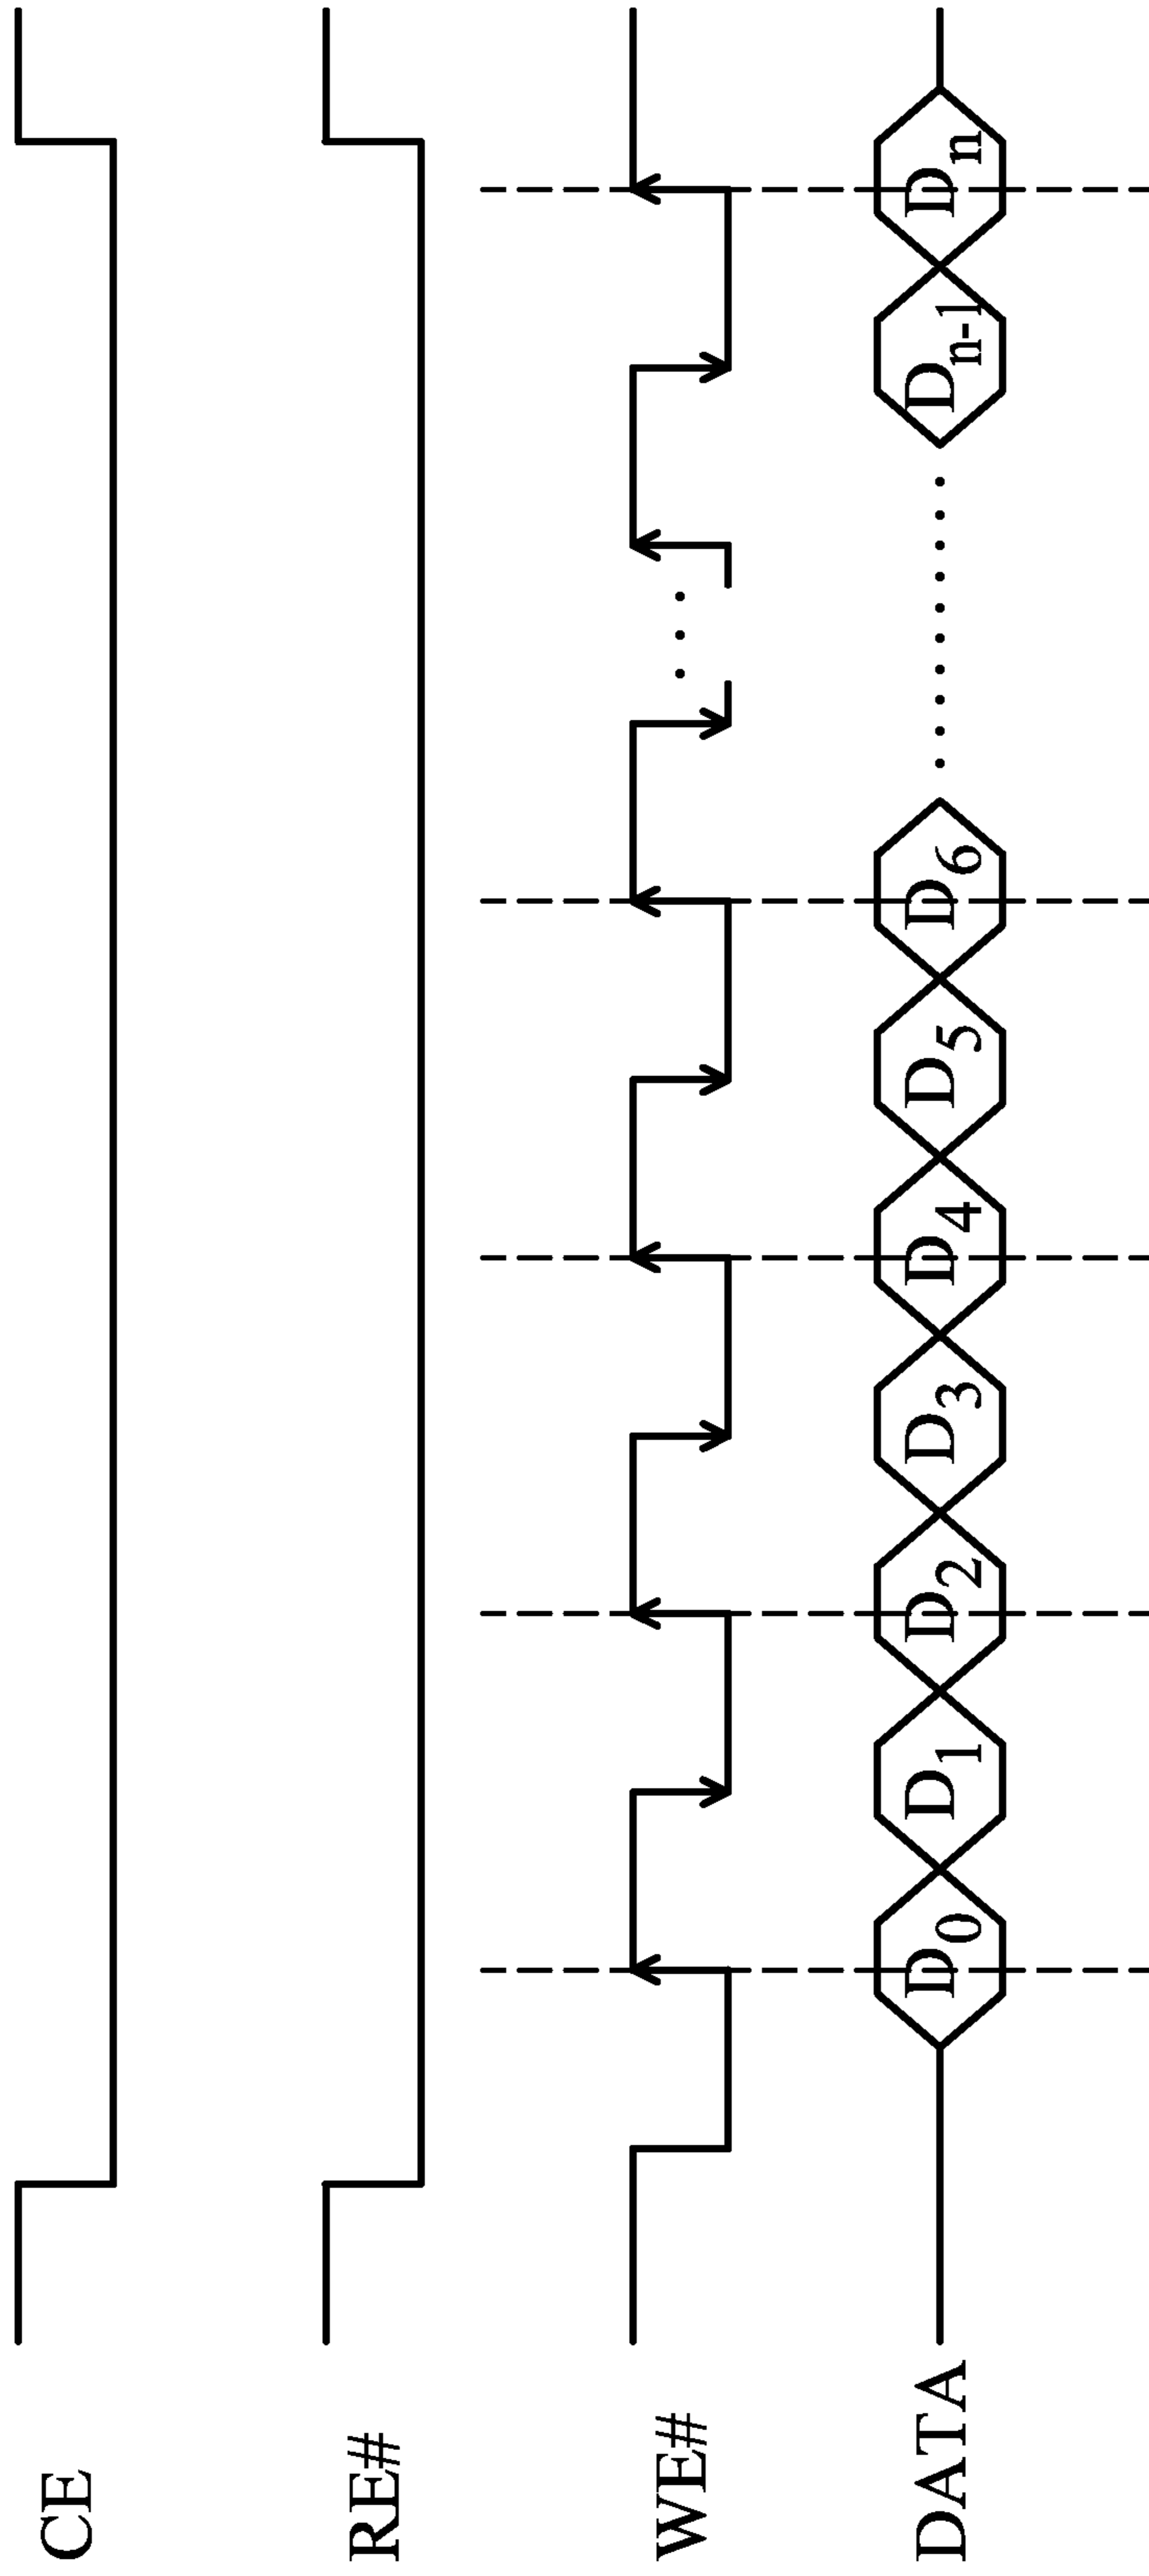 CE
RE#
WE#
DATA D0 D1 D2 D3 D4 D5 D6 .......... Dn-1 Dn